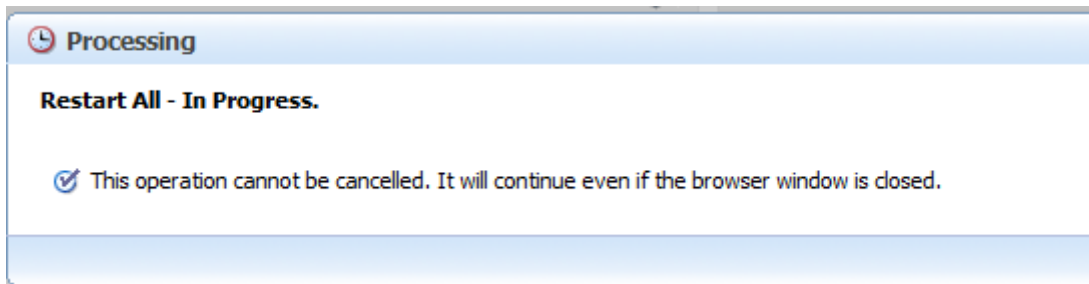 Processing
Restart All - In Progress.
This operation cannot be cancelled. It will continue even if the browser window is closed.